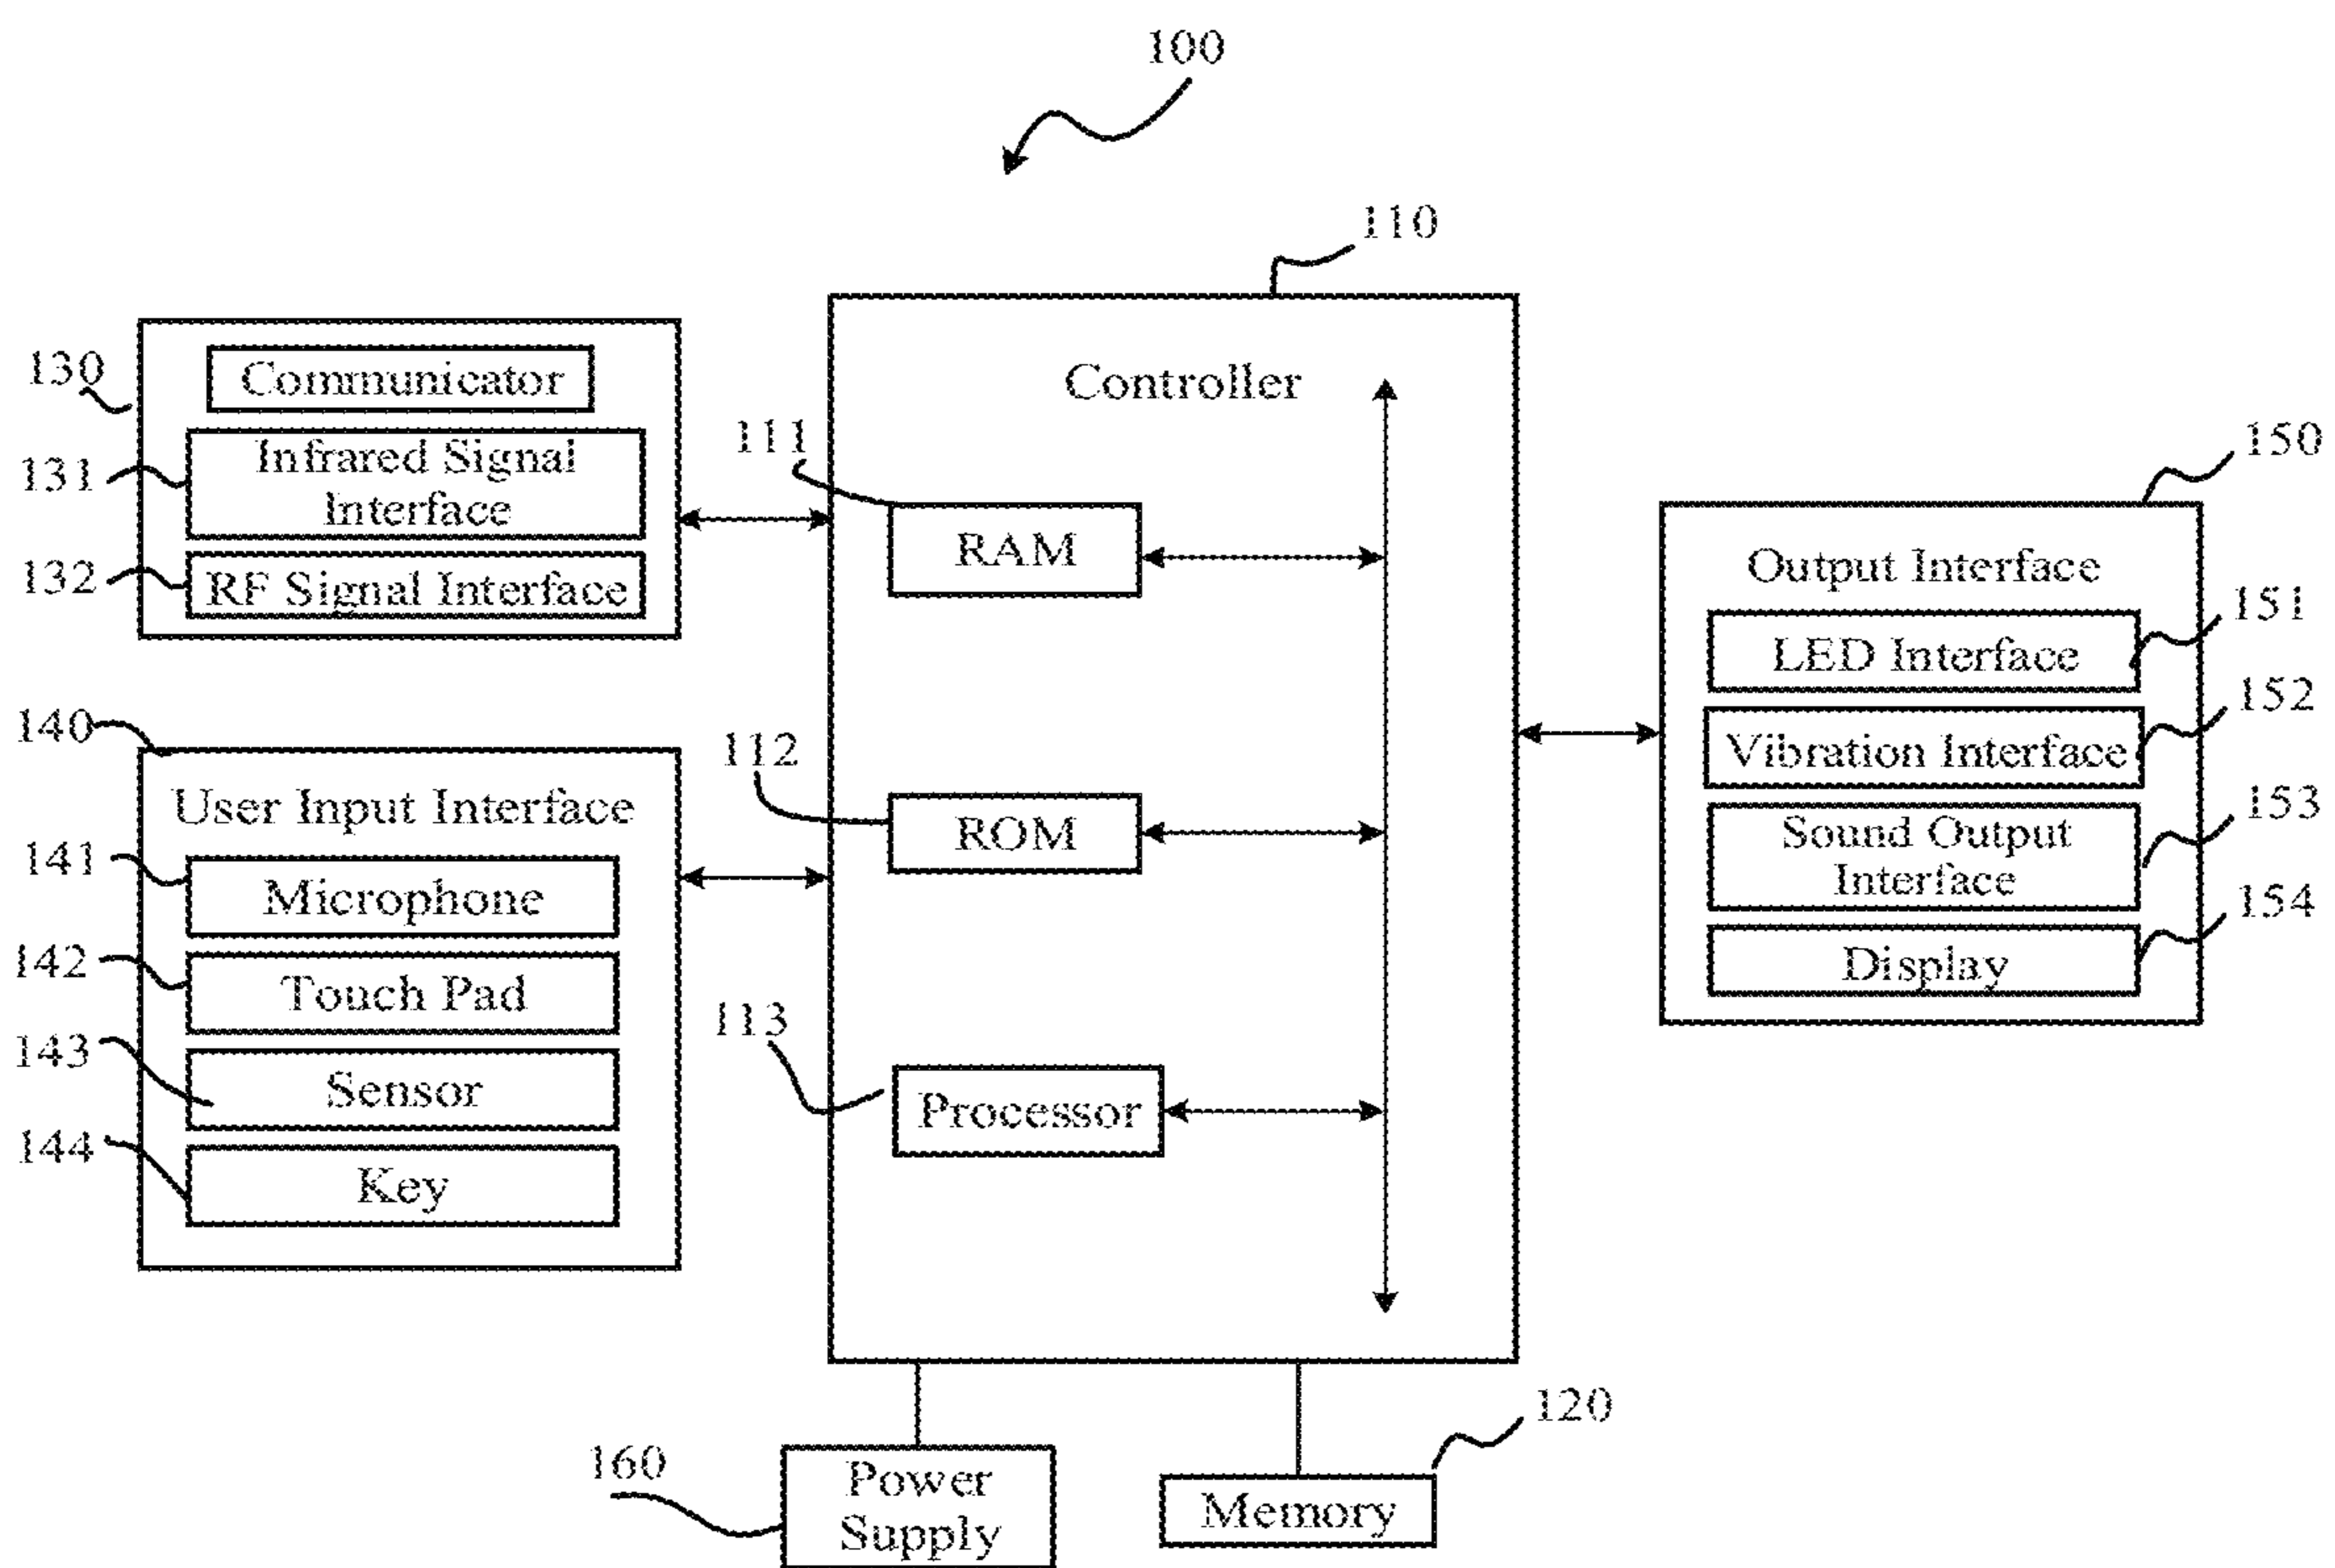 100
110
130
Communicator
131
Infrared Signal
Interface
132
RF Signal Interface
140
User Input Interface
141
Microphone
142
Touch Pad
143
Sensor
144
Key
Controller
111
RAM
112
ROM
113
Processor
150
Output Interface
151
LED Interface
152
Vibration Interface
153
Sound Output
Interface
154
Display
160
Power
Supply
120
Memory